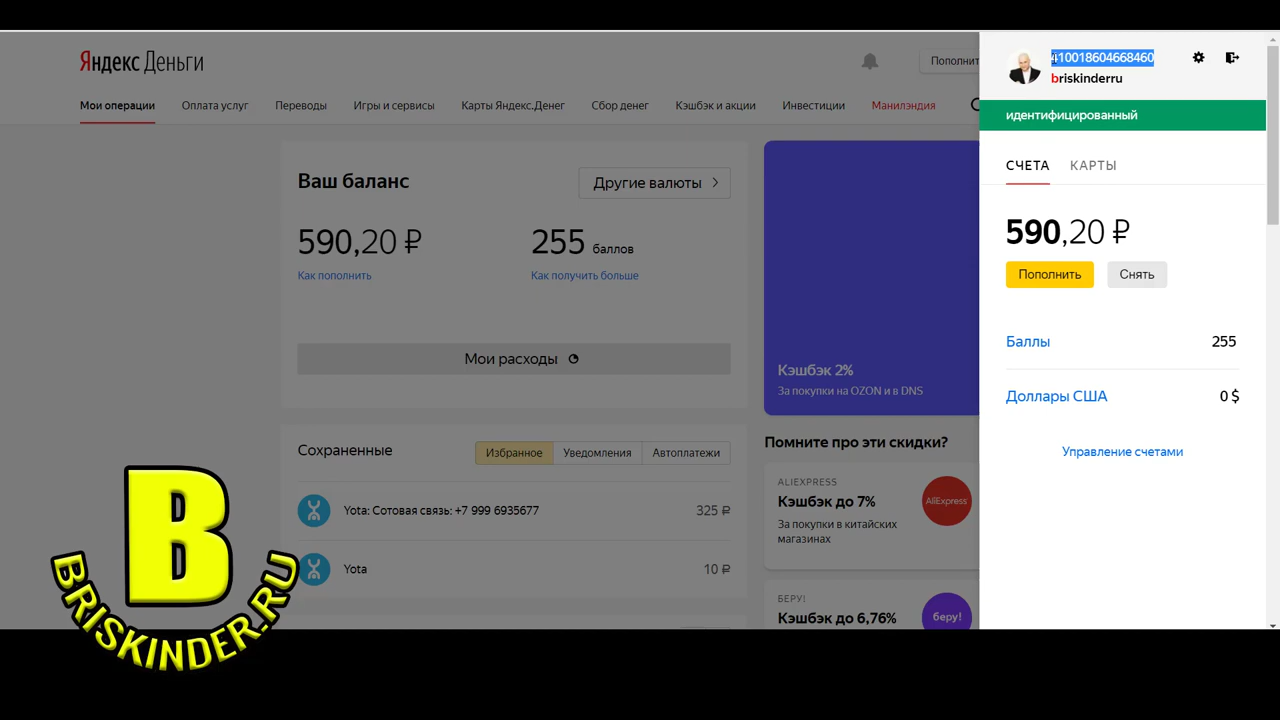 Яндекс Деньги
Пополнит
Мои операции Оплата услуг Переводы Игры и сервисы Карты Яндекс.Денег Сбор денег Кэшбэк и акции Инвестиции Манилэндия
410018604668460
briskinderru
идентифицированный
СЧЕТА КАРТЫ
590,20 ₽
Пополнить Снять
Баллы 255
Доллары США 0 $
Управление счетами
Ваш баланс
Другие валюты
590,20 ₽
255 баллов
Как пополнить
Как получить больше
Мои расходы
Кэшбэк 2%
За покупки на OZON и в DNS
Сохраненные
Избранное Уведомления Автоплатежи
Yota: Сотовая связь: +7 999 6935677 325 ₽
Yota 10 ₽
Помните про эти скидки?
ALIEXPRESS
Кэшбэк до 7%
За покупки в китайских
магазинах
AliExpress
БЕРУ!
Кэшбэк до 6,76%
беру!
B
BRISKINDER.RU